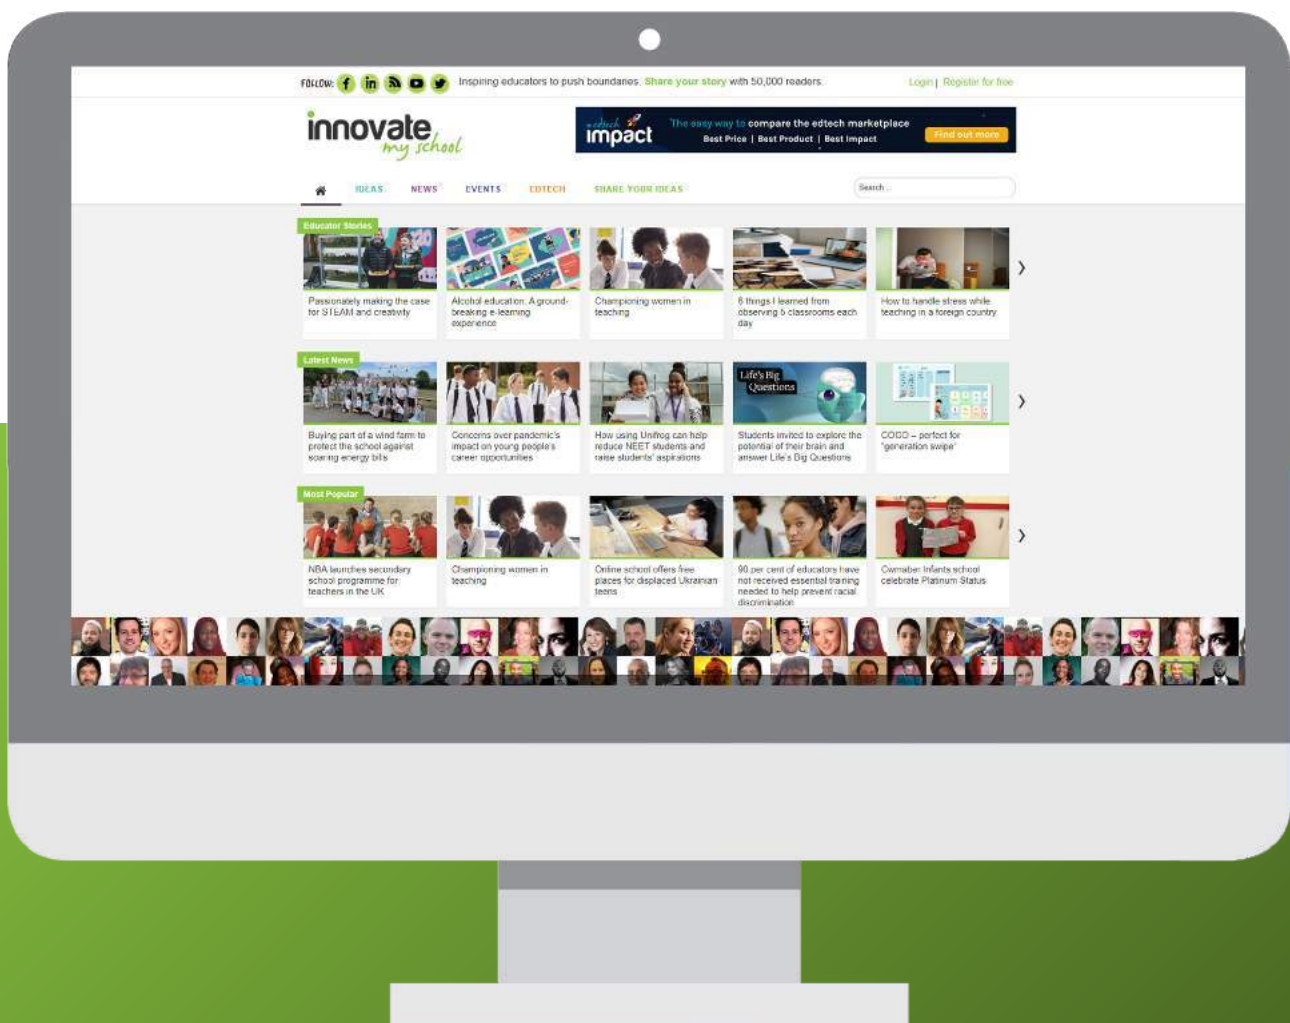 FOLLOW:
Inspiring educators to push boundaries. Share your story with 50,000 readers.
Login | Register for free
innovate
my school
edtech
impact
The easy way to compare the edtech marketplace
Best Price | Best Product | Best Impact
Find out more
IDEAS
NEWS
EVENTS
EDTECH
SHARE YOUR IDEAS
Search ...
Educator Stories
Passionately making the case
for STEAM and creativity
Alcohol education. A ground-
breaking e-learning
experience
Championing women in
teaching
6 things I learned from
observing 5 classrooms each
day
How to handle stress while
teaching in a foreign country
Latest News
Life's Big
Questions
Buying part of a wind farm to
protect the school against
soaring energy bills
Concerns over pandemic's
impact on young people's
career opportunities
How using Unifrog can help
reduce NEET students and
raise students' aspirations
Students invited to explore the
potential of their brain and
answer Life's Big Questions
CODO – perfect for
"generation swipe"
Most Popular
NBA launches secondary
school programme for
teachers in the UK
Championing women in
teaching
Online school offers free
places for displaced Ukrainian
teens
90 per cent of educators have
not received essential training
needed to help prevent racial
discrimination
Cwmaber Infants school
celebrate Platinum Status